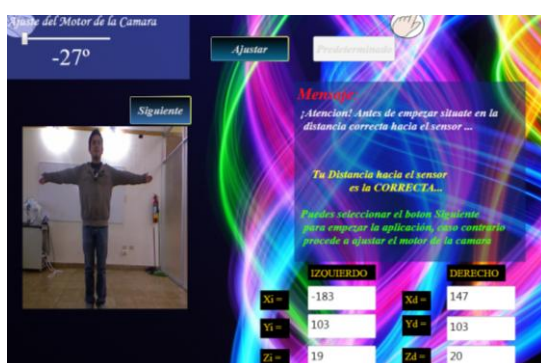 Ajuste del Motor de la Camara
-27º
Ajustar
Predeterminado
Siguiente
Mensaje
¡Atencion! Antes de empezar situate en la
distancia correcta hacia el sensor ...
Tu Distancia hacia el sensor
es la CORRECTA...
Puedes seleccionar el boton Siguiente
para empezar la aplicación, caso contrario
procede a ajustar el motor de la camara
IZQUIERDO
DERECHO
Xi = -183
Xd = 147
Yi = 103
Yd = 103
Zi = 19
Zd = 20